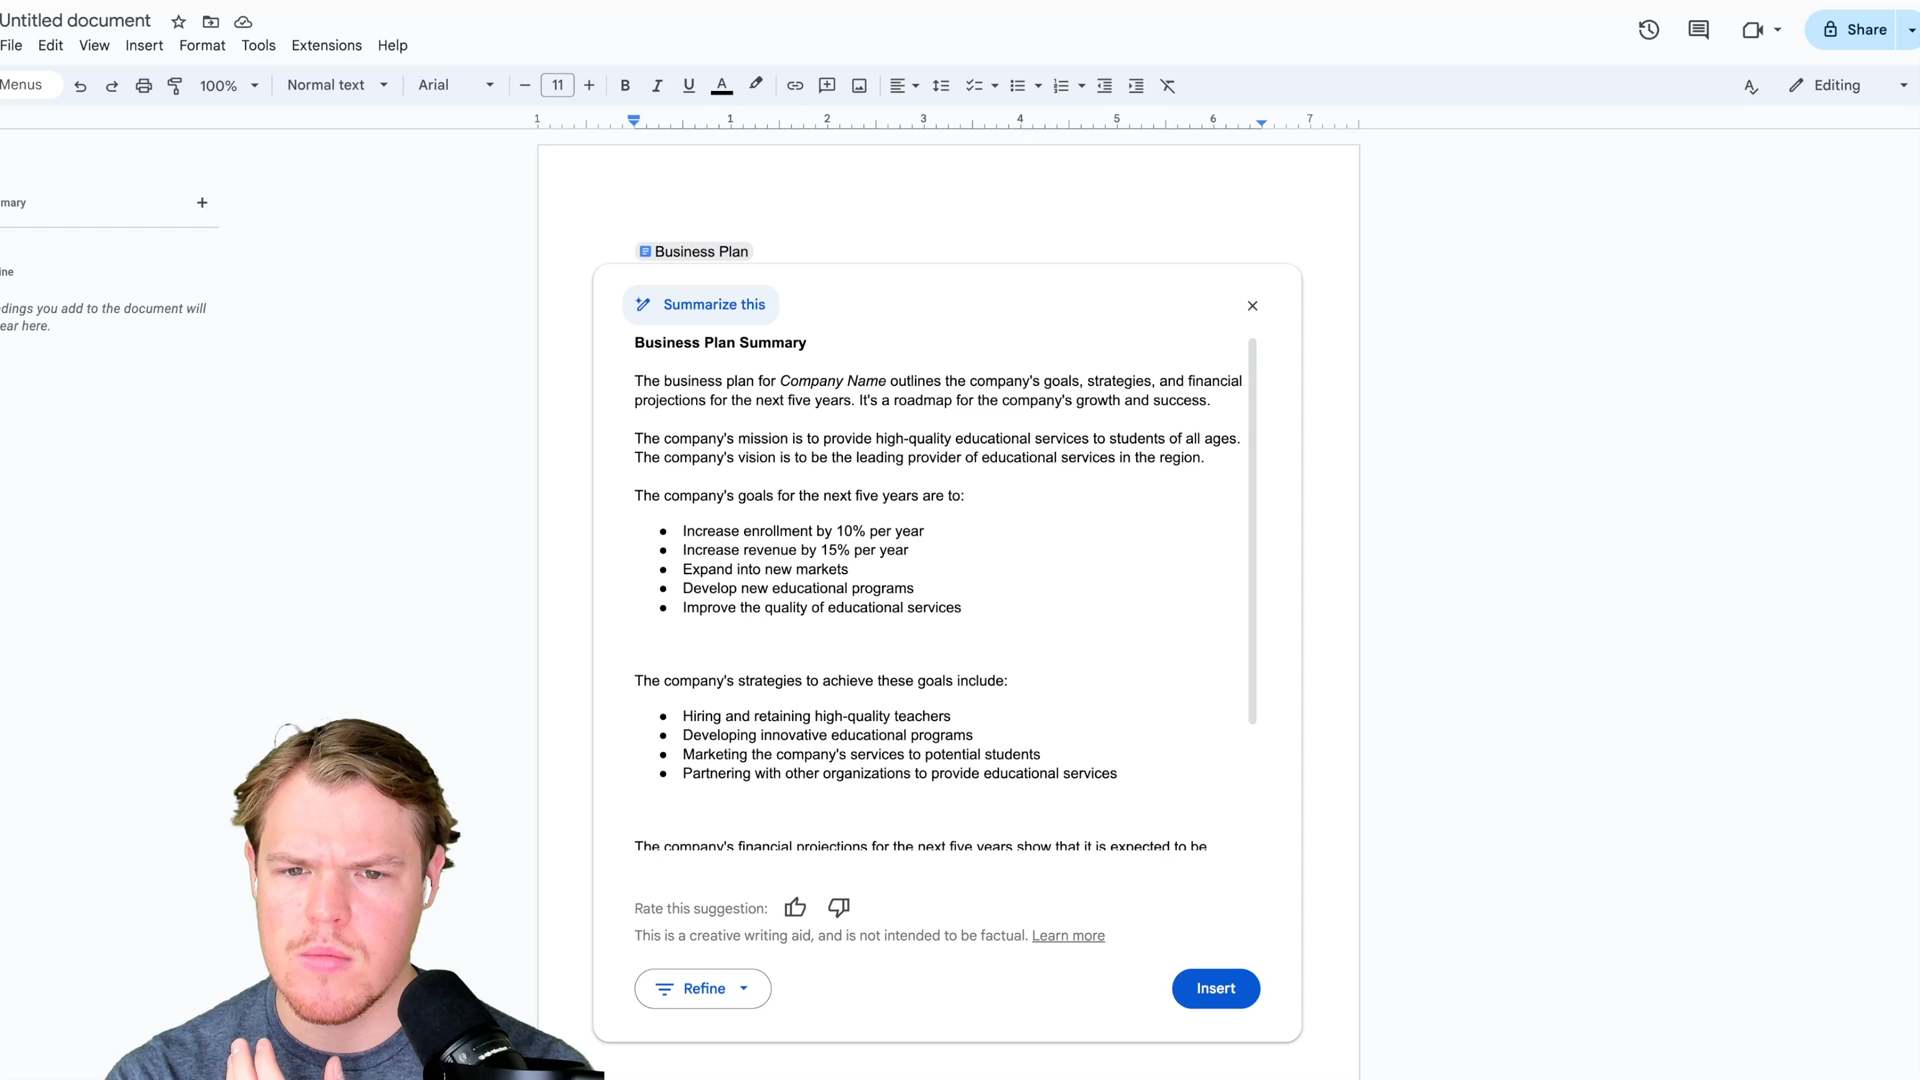 Untitled document
File Edit View Insert Format Tools Extensions Help
Share
Menus 100% Normal text Arial 11 Editing
1 1 2 3 4 5 6 7
Business Plan
Summarize this
Business Plan Summary
The business plan for Company Name outlines the company's goals, strategies, and financial
projections for the next five years. It's a roadmap for the company's growth and success.
The company's mission is to provide high-quality educational services to students of all ages.
The company's vision is to be the leading provider of educational services in the region.
The company's goals for the next five years are to:
● Increase enrollment by 10% per year
● Increase revenue by 15% per year
● Expand into new markets
● Develop new educational programs
● Improve the quality of educational services
The company's strategies to achieve these goals include:
● Hiring and retaining high-quality teachers
● Developing innovative educational programs
● Marketing the company's services to potential students
● Partnering with other organizations to provide educational services
The company's financial projections for the next five years show that it is expected to be
Rate this suggestion:
This is a creative writing aid, and is not intended to be factual. Learn more
Refine
Insert
mary
ine
dings you add to the document will
ear here.